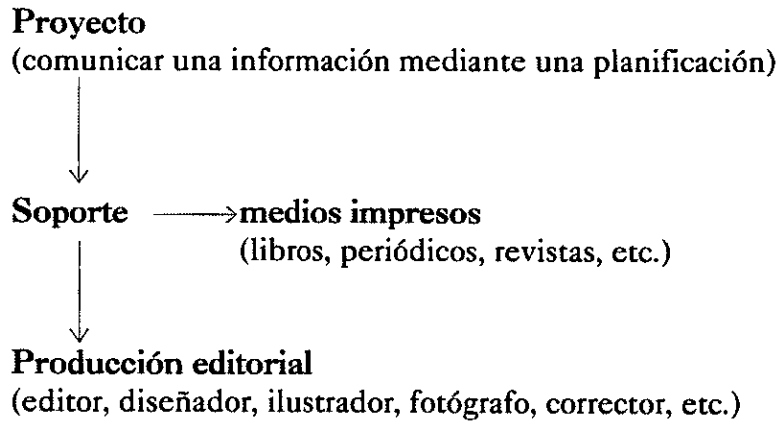 Proyecto
(comunicar una información mediante una planificación)
Soporte medios impresos
(libros, periódicos, revistas, etc.)
Producción editorial
(editor, diseñador, ilustrador, fotógrafo, corrector, etc.)